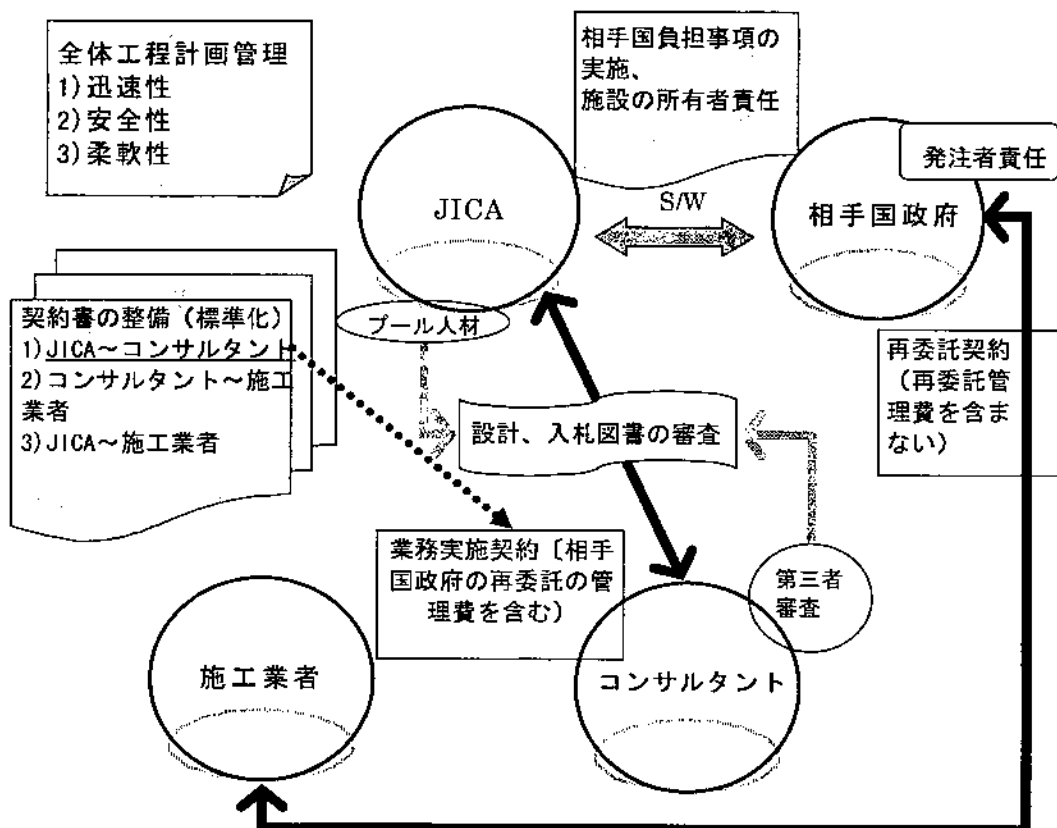 全体工程計画管理
1)迅速性
2)安全性
3)柔軟性
相手国負担事項の
実施、
施設の所有者責任
発注者責任
JICA
S/W
相手国政府
契約書の整備（標準化）
1)JICA～コンサルタント
2)コンサルタント～施工
業者
3)JICA～施工業者
プール人材
再委託契約
（再委託管
理費を含ま
ない）
設計、入札図書の審査
業務実施契約〔相手
国政府の再委託の管
理費を含む）
第三者
審査
施工業者
コンサルタント